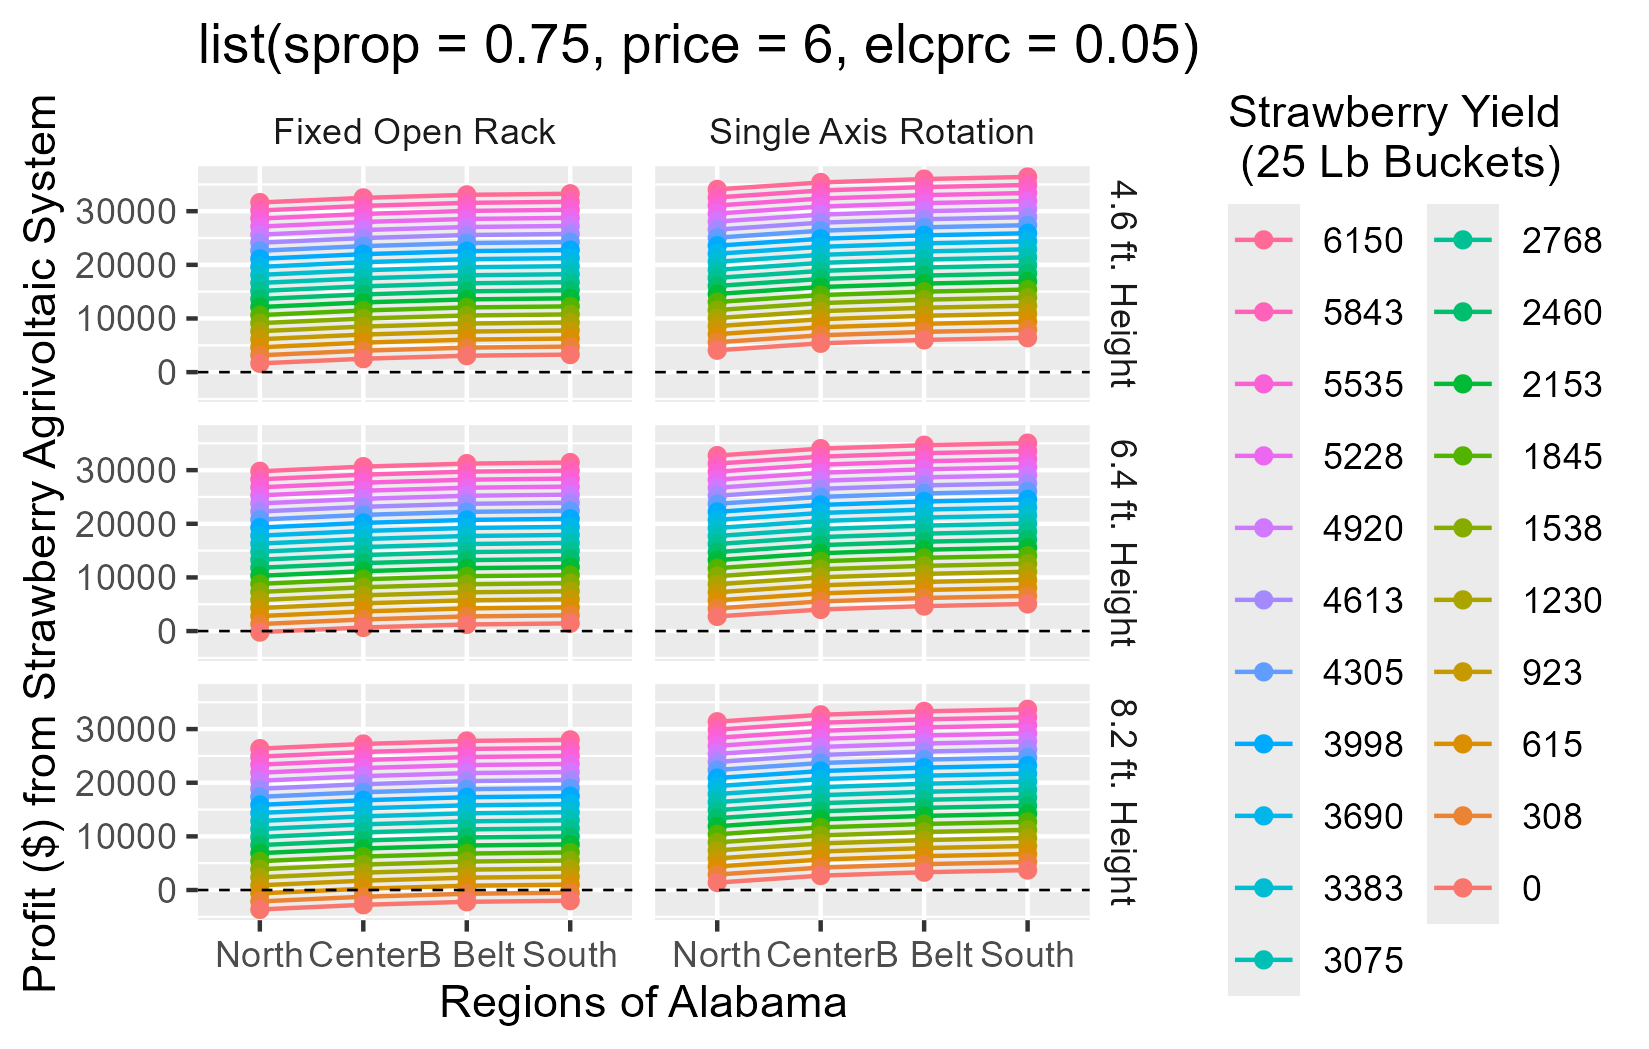 list(sprop = 0.75, price = 6, elcprc = 0.05)
Profit ($) from Strawberry Agrivoltaic System
Fixed Open Rack
Single Axis Rotation
30000
20000
10000
0
4.6 ft. Height
30000
20000
10000
0
6.4 ft. Height
30000
20000
10000
0
8.2 ft. Height
North Center B Belt South
North Center B Belt South
Regions of Alabama
Strawberry Yield
(25 Lb Buckets)
6150
5843
5535
5228
4920
4613
4305
3998
3690
3383
3075
2768
2460
2153
1845
1538
1230
923
615
308
0